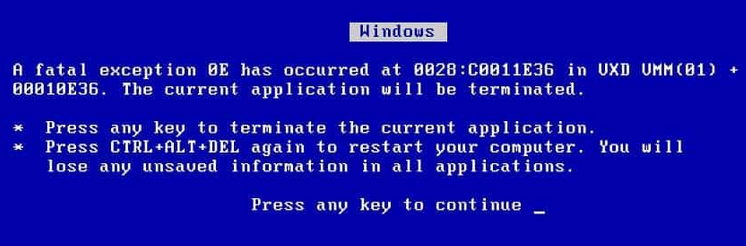 Windows
A fatal exception 0E has occurred at 0028:C0011E36 in VXD VMM(01) +
00010E36. The current application will be terminated.
* Press any key to terminate the current application.
* Press CTRL+ALT+DEL again to restart your computer. You will
lose any unsaved information in all applications.
Press any key to continue _